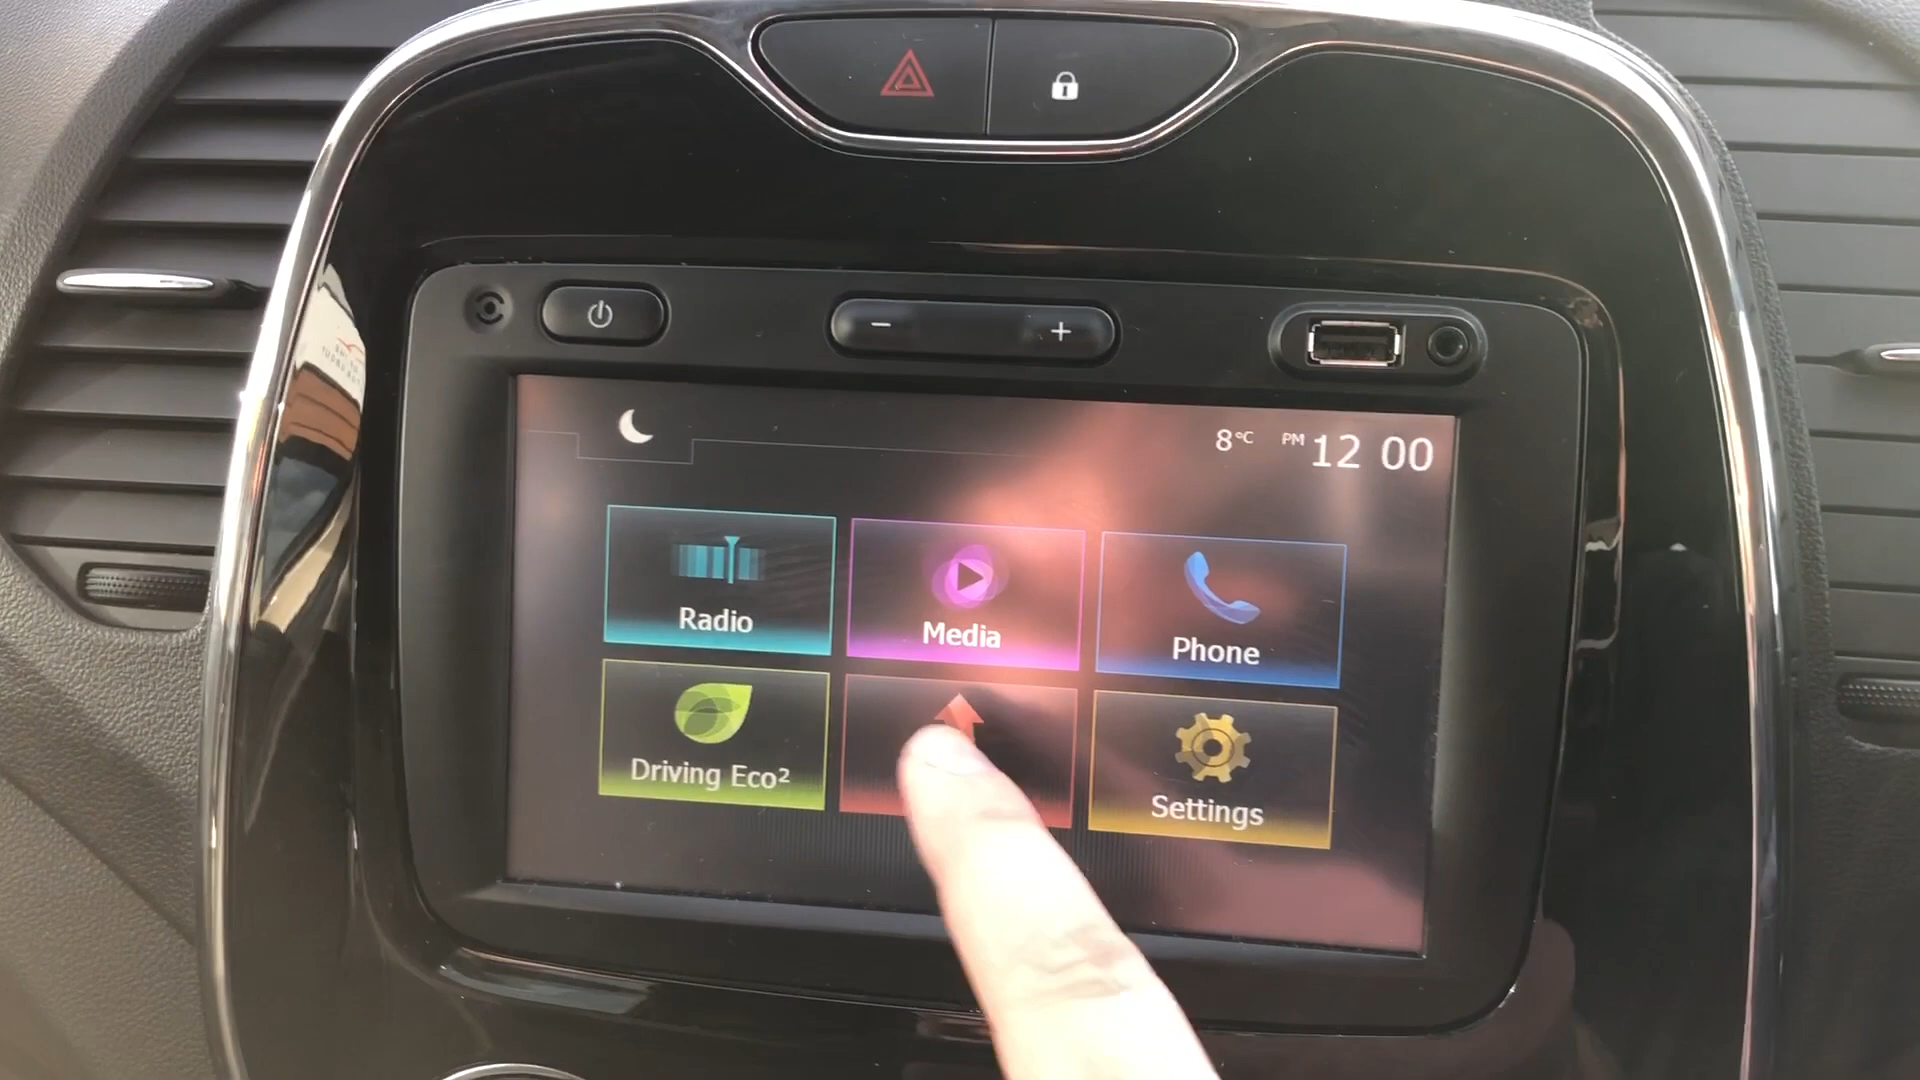 8°C PM 12 00
Radio
Media
Phone
Driving Eco²
Settings